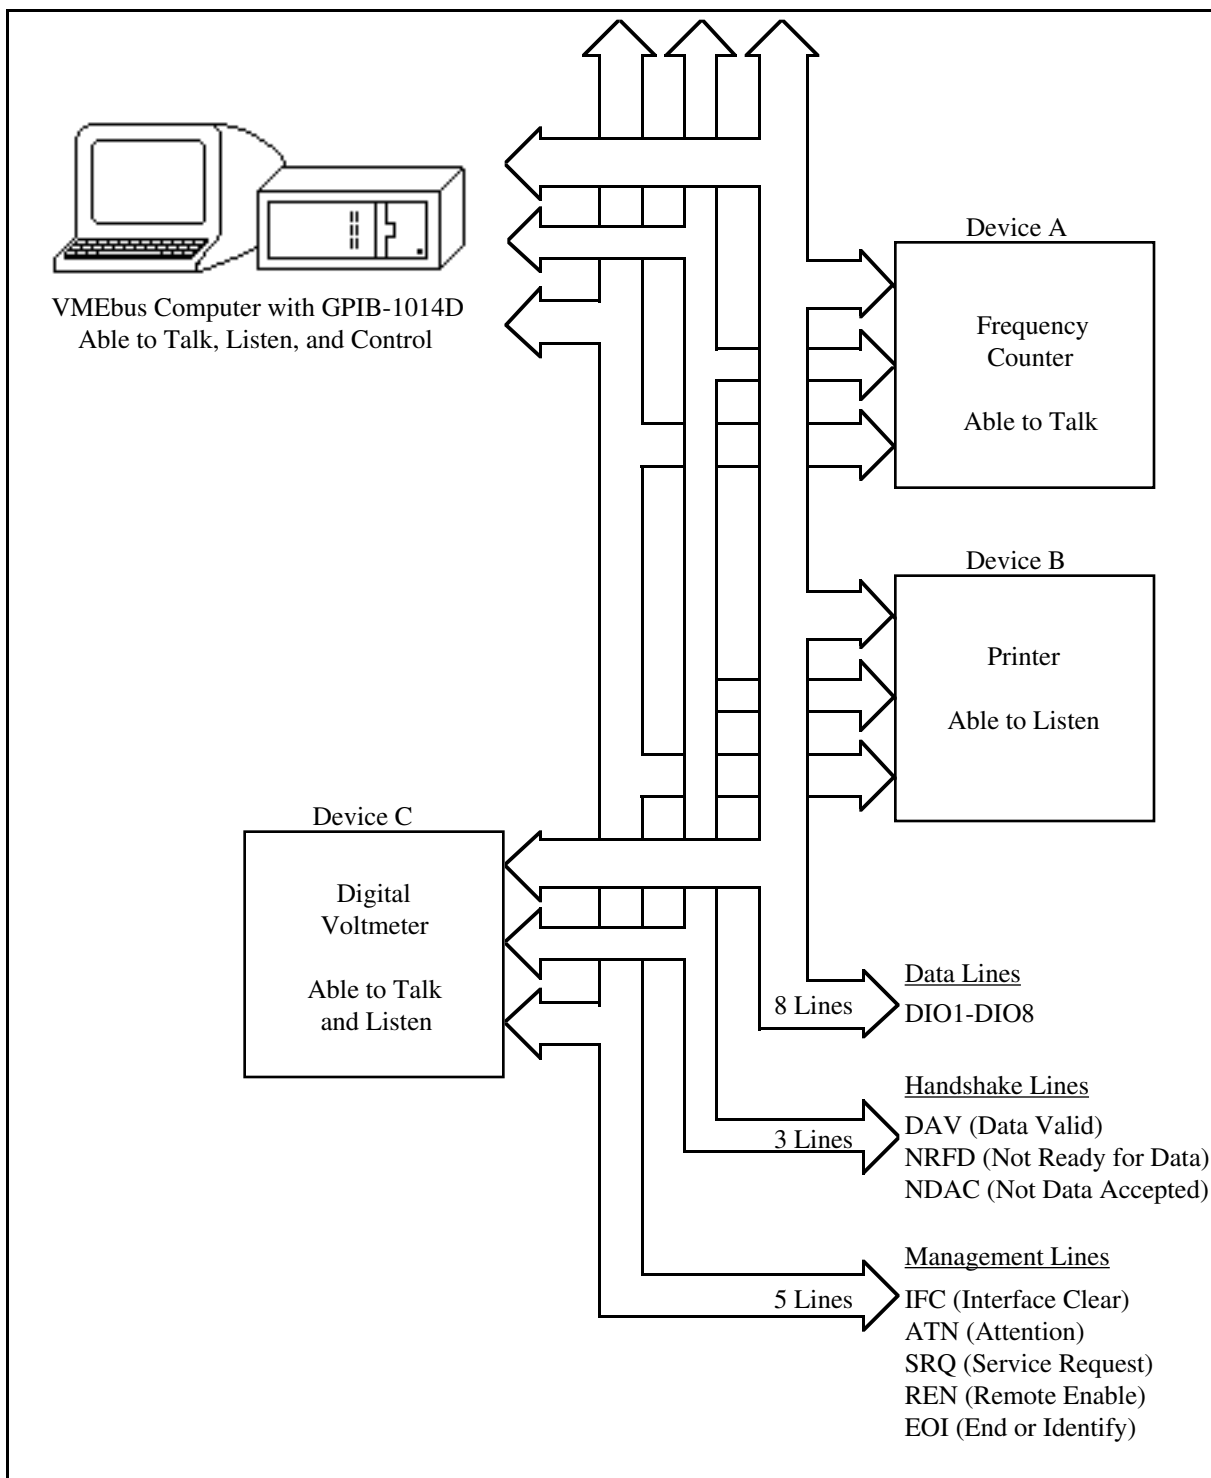 VMEbus Computer with GPIB-1014D
Able to Talk, Listen, and Control
Device A
Frequency
Counter
Able to Talk
Device B
Printer
Able to Listen
Device C
Digital
Voltmeter
Able to Talk
and Listen
8 Lines
Data Lines
DIO1-DIO8
3 Lines
Handshake Lines
DAV (Data Valid)
NRFD (Not Ready for Data)
NDAC (Not Data Accepted)
5 Lines
Management Lines
IFC (Interface Clear)
ATN (Attention)
SRQ (Service Request)
REN (Remote Enable)
EOI (End or Identify)